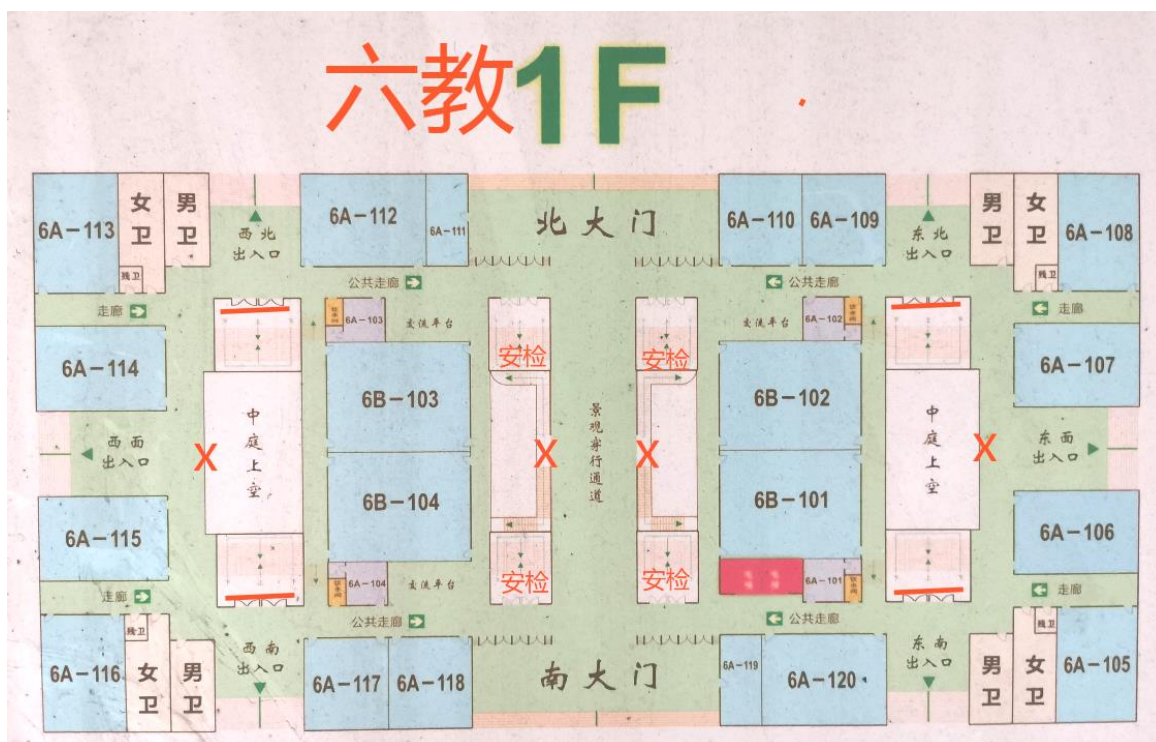 六教1F
6A-113
女卫
男卫
残卫
西北
出入口
6A-112
6A-111
北大门
6A-110
6A-109
东北
出入口
男卫
女卫
残卫
6A-108
走廊
公共走廊
公共走廊
走廊
6A-103
交流平台
安检
安检
交流平台
6A-102
6A-114
6B-103
6B-102
6A-107
西面
出入口
X
中庭上空
X
景观穿行通道
X
中庭上空
X
东面
出入口
6B-104
6B-101
6A-115
6A-106
6A-104
交流平台
安检
安检
6A-101
走廊
公共走廊
公共走廊
走廊
6A-116
残卫
女卫
男卫
西南
出入口
6A-117
6A-118
南大门
6A-119
6A-120
东南
出入口
男卫
女卫
残卫
6A-105